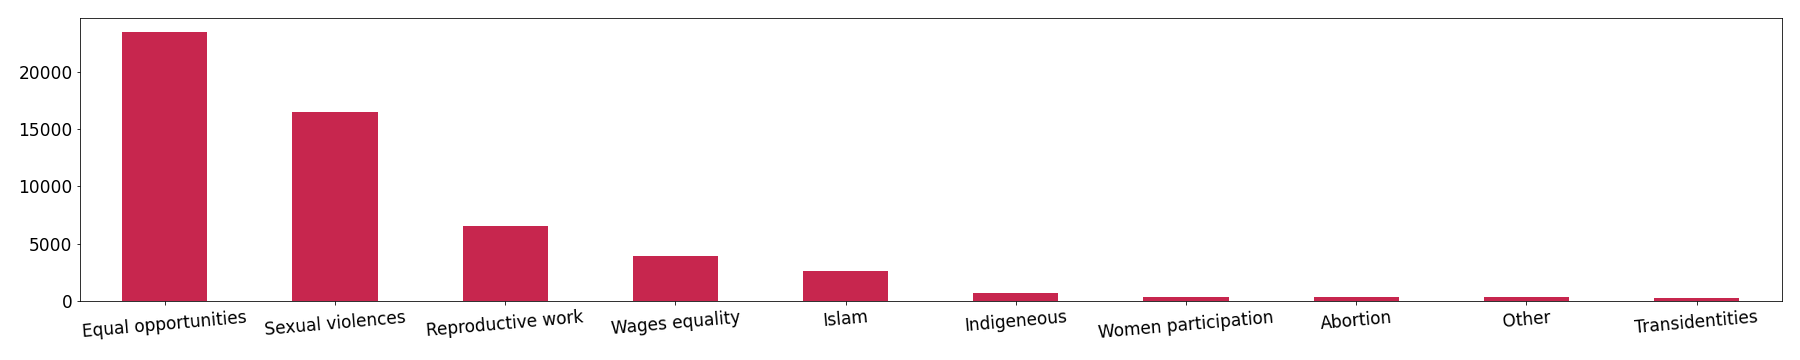 20000
15000
10000
5000
0
Equal opportunities
Sexual violences
Reproductive work
Wages equality
Islam
Indigeneous
Women participation
Abortion
Other
Transidentities